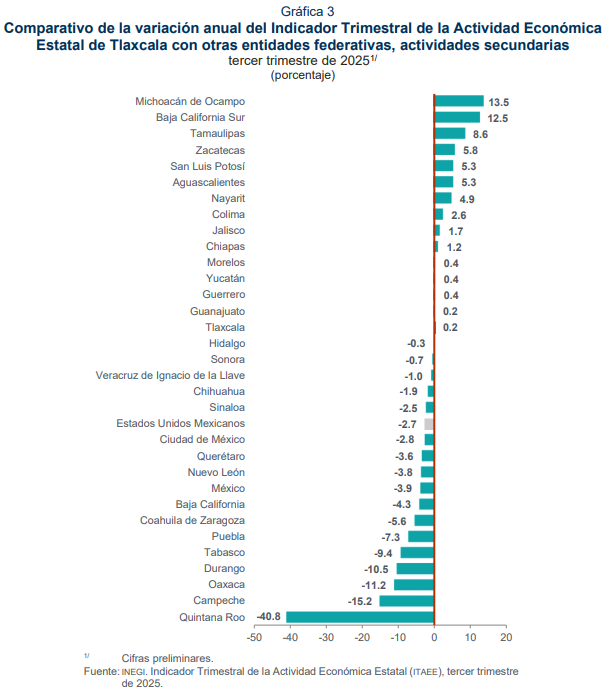 Gráfica 3
Comparativo de la variación anual del Indicador Trimestral de la Actividad Económica
Estatal de Tlaxcala con otras entidades federativas, actividades secundarias
tercer trimestre de 2025¹/
(porcentaje)
Michoacán de Ocampo 13.5
Baja California Sur 12.5
Tamaulipas 8.6
Zacatecas 5.8
San Luis Potosí 5.3
Aguascalientes 5.3
Nayarit 4.9
Colima 2.6
Jalisco 1.7
Chiapas 1.2
Morelos 0.4
Yucatán 0.4
Guerrero 0.4
Guanajuato 0.2
Tlaxcala 0.2
Hidalgo -0.3
Sonora -0.7
Veracruz de Ignacio de la Llave -1.0
Chihuahua -1.9
Sinaloa -2.5
Estados Unidos Mexicanos -2.7
Ciudad de México -2.8
Querétaro -3.6
Nuevo León -3.8
México -3.9
Baja California -4.3
Coahuila de Zaragoza -5.6
Puebla -7.3
Tabasco -9.4
Durango -10.5
Oaxaca -11.2
Campeche -15.2
Quintana Roo -40.8
-50 -40 -30 -20 -10 0 10 20
¹/ Cifras preliminares.
Fuente: INEGI. Indicador Trimestral de la Actividad Económica Estatal (ITAEE), tercer trimestre
de 2025.